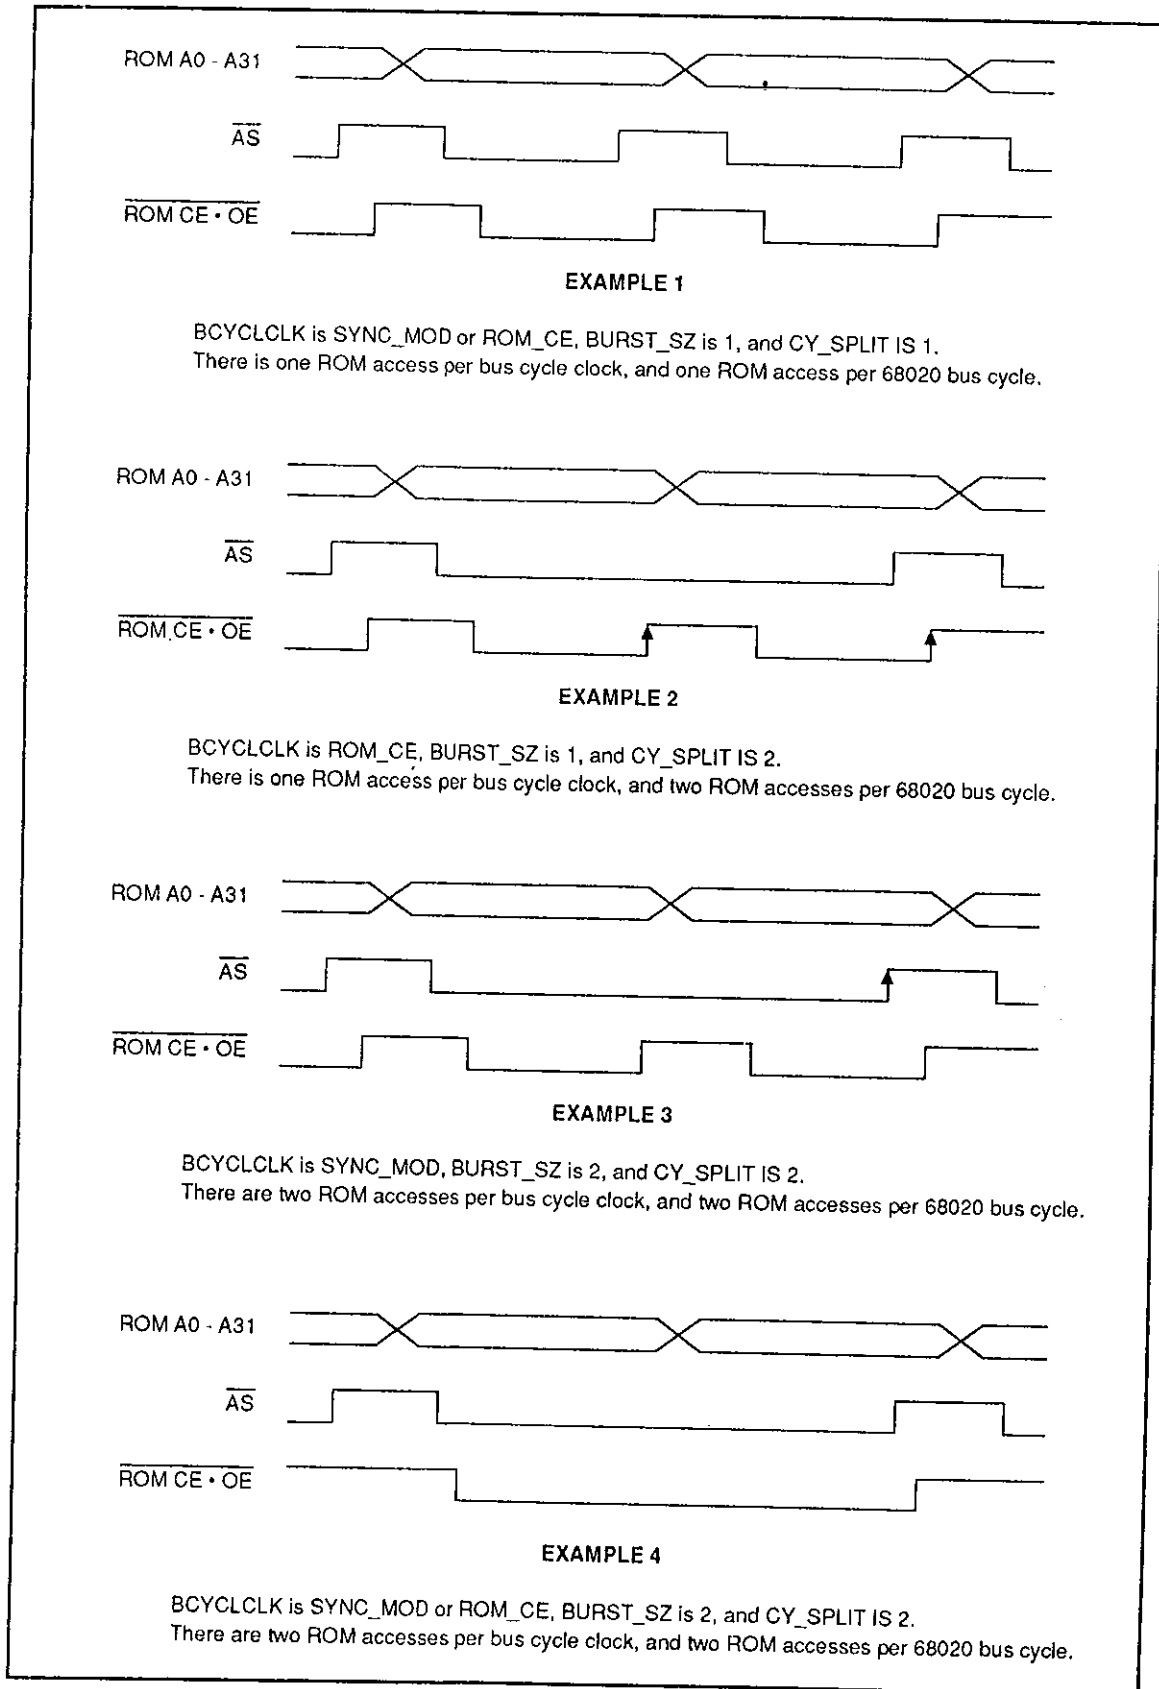 ROM A0 - A31
AS
ROM CE • OE
EXAMPLE 1
BCYCLCLK is SYNC_MOD or ROM_CE, BURST_SZ is 1, and CY_SPLIT IS 1.
There is one ROM access per bus cycle clock, and one ROM access per 68020 bus cycle.
ROM A0 - A31
AS
ROM CE • OE
EXAMPLE 2
BCYCLCLK is ROM_CE, BURST_SZ is 1, and CY_SPLIT IS 2.
There is one ROM access per bus cycle clock, and two ROM accesses per 68020 bus cycle.
ROM A0 - A31
AS
ROM CE • OE
EXAMPLE 3
BCYCLCLK is SYNC_MOD, BURST_SZ is 2, and CY_SPLIT IS 2.
There are two ROM accesses per bus cycle clock, and two ROM accesses per 68020 bus cycle.
ROM A0 - A31
AS
ROM CE • OE
EXAMPLE 4
BCYCLCLK is SYNC_MOD or ROM_CE, BURST_SZ is 2, and CY_SPLIT IS 2.
There are two ROM accesses per bus cycle clock, and two ROM accesses per 68020 bus cycle.